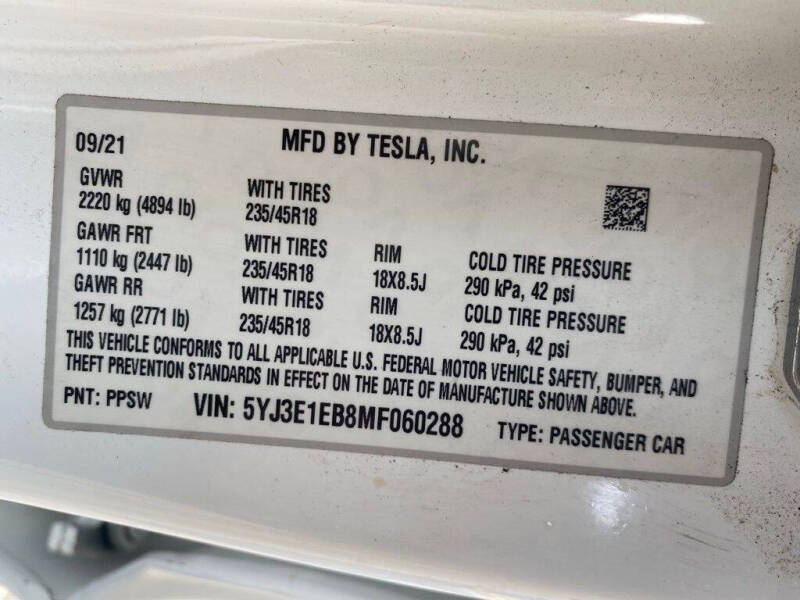 09/21 MFD BY TESLA, INC.
GVWR
2220 kg (4894 lb) WITH TIRES 235/45R18
GAWR FRT
1110 kg (2447 lb) WITH TIRES 235/45R18 RIM 18X8.5J COLD TIRE PRESSURE 290 kPa, 42 psi
GAWR RR
1257 kg (2771 lb) WITH TIRES 235/45R18 RIM 18X8.5J COLD TIRE PRESSURE 290 kPa, 42 psi
THIS VEHICLE CONFORMS TO ALL APPLICABLE U.S. FEDERAL MOTOR VEHICLE SAFETY, BUMPER, AND
THEFT PREVENTION STANDARDS IN EFFECT ON THE DATE OF MANUFACTURE SHOWN ABOVE.
PNT: PPSW VIN: 5YJ3E1EB8MF060288 TYPE: PASSENGER CAR